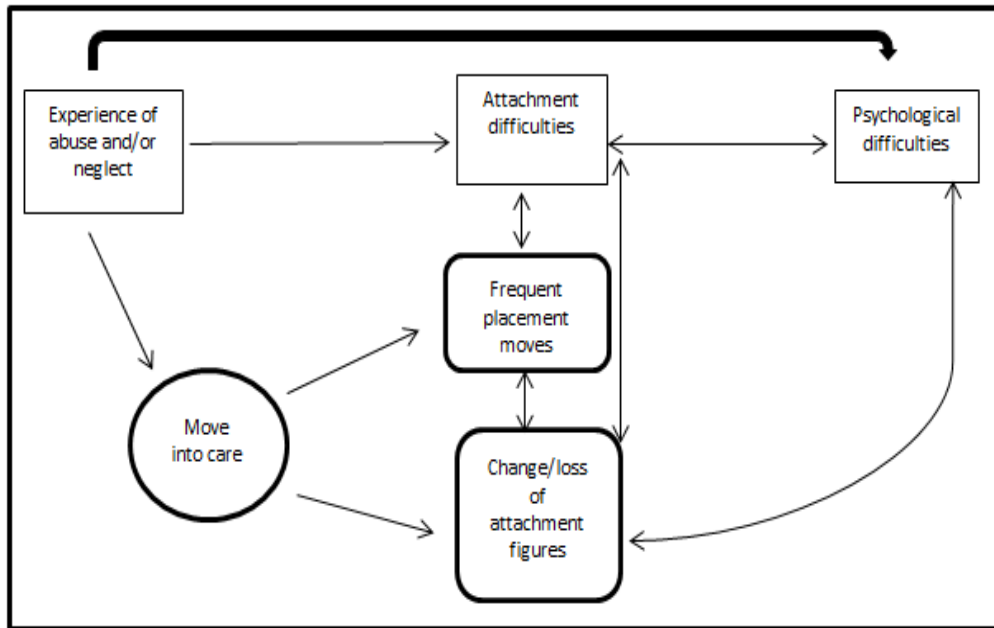 Experience of
abuse and/or
neglect
Attachment
difficulties
Psychological
difficulties
Frequent
placement
moves
Move
into care
Change/loss
of
attachment
figures